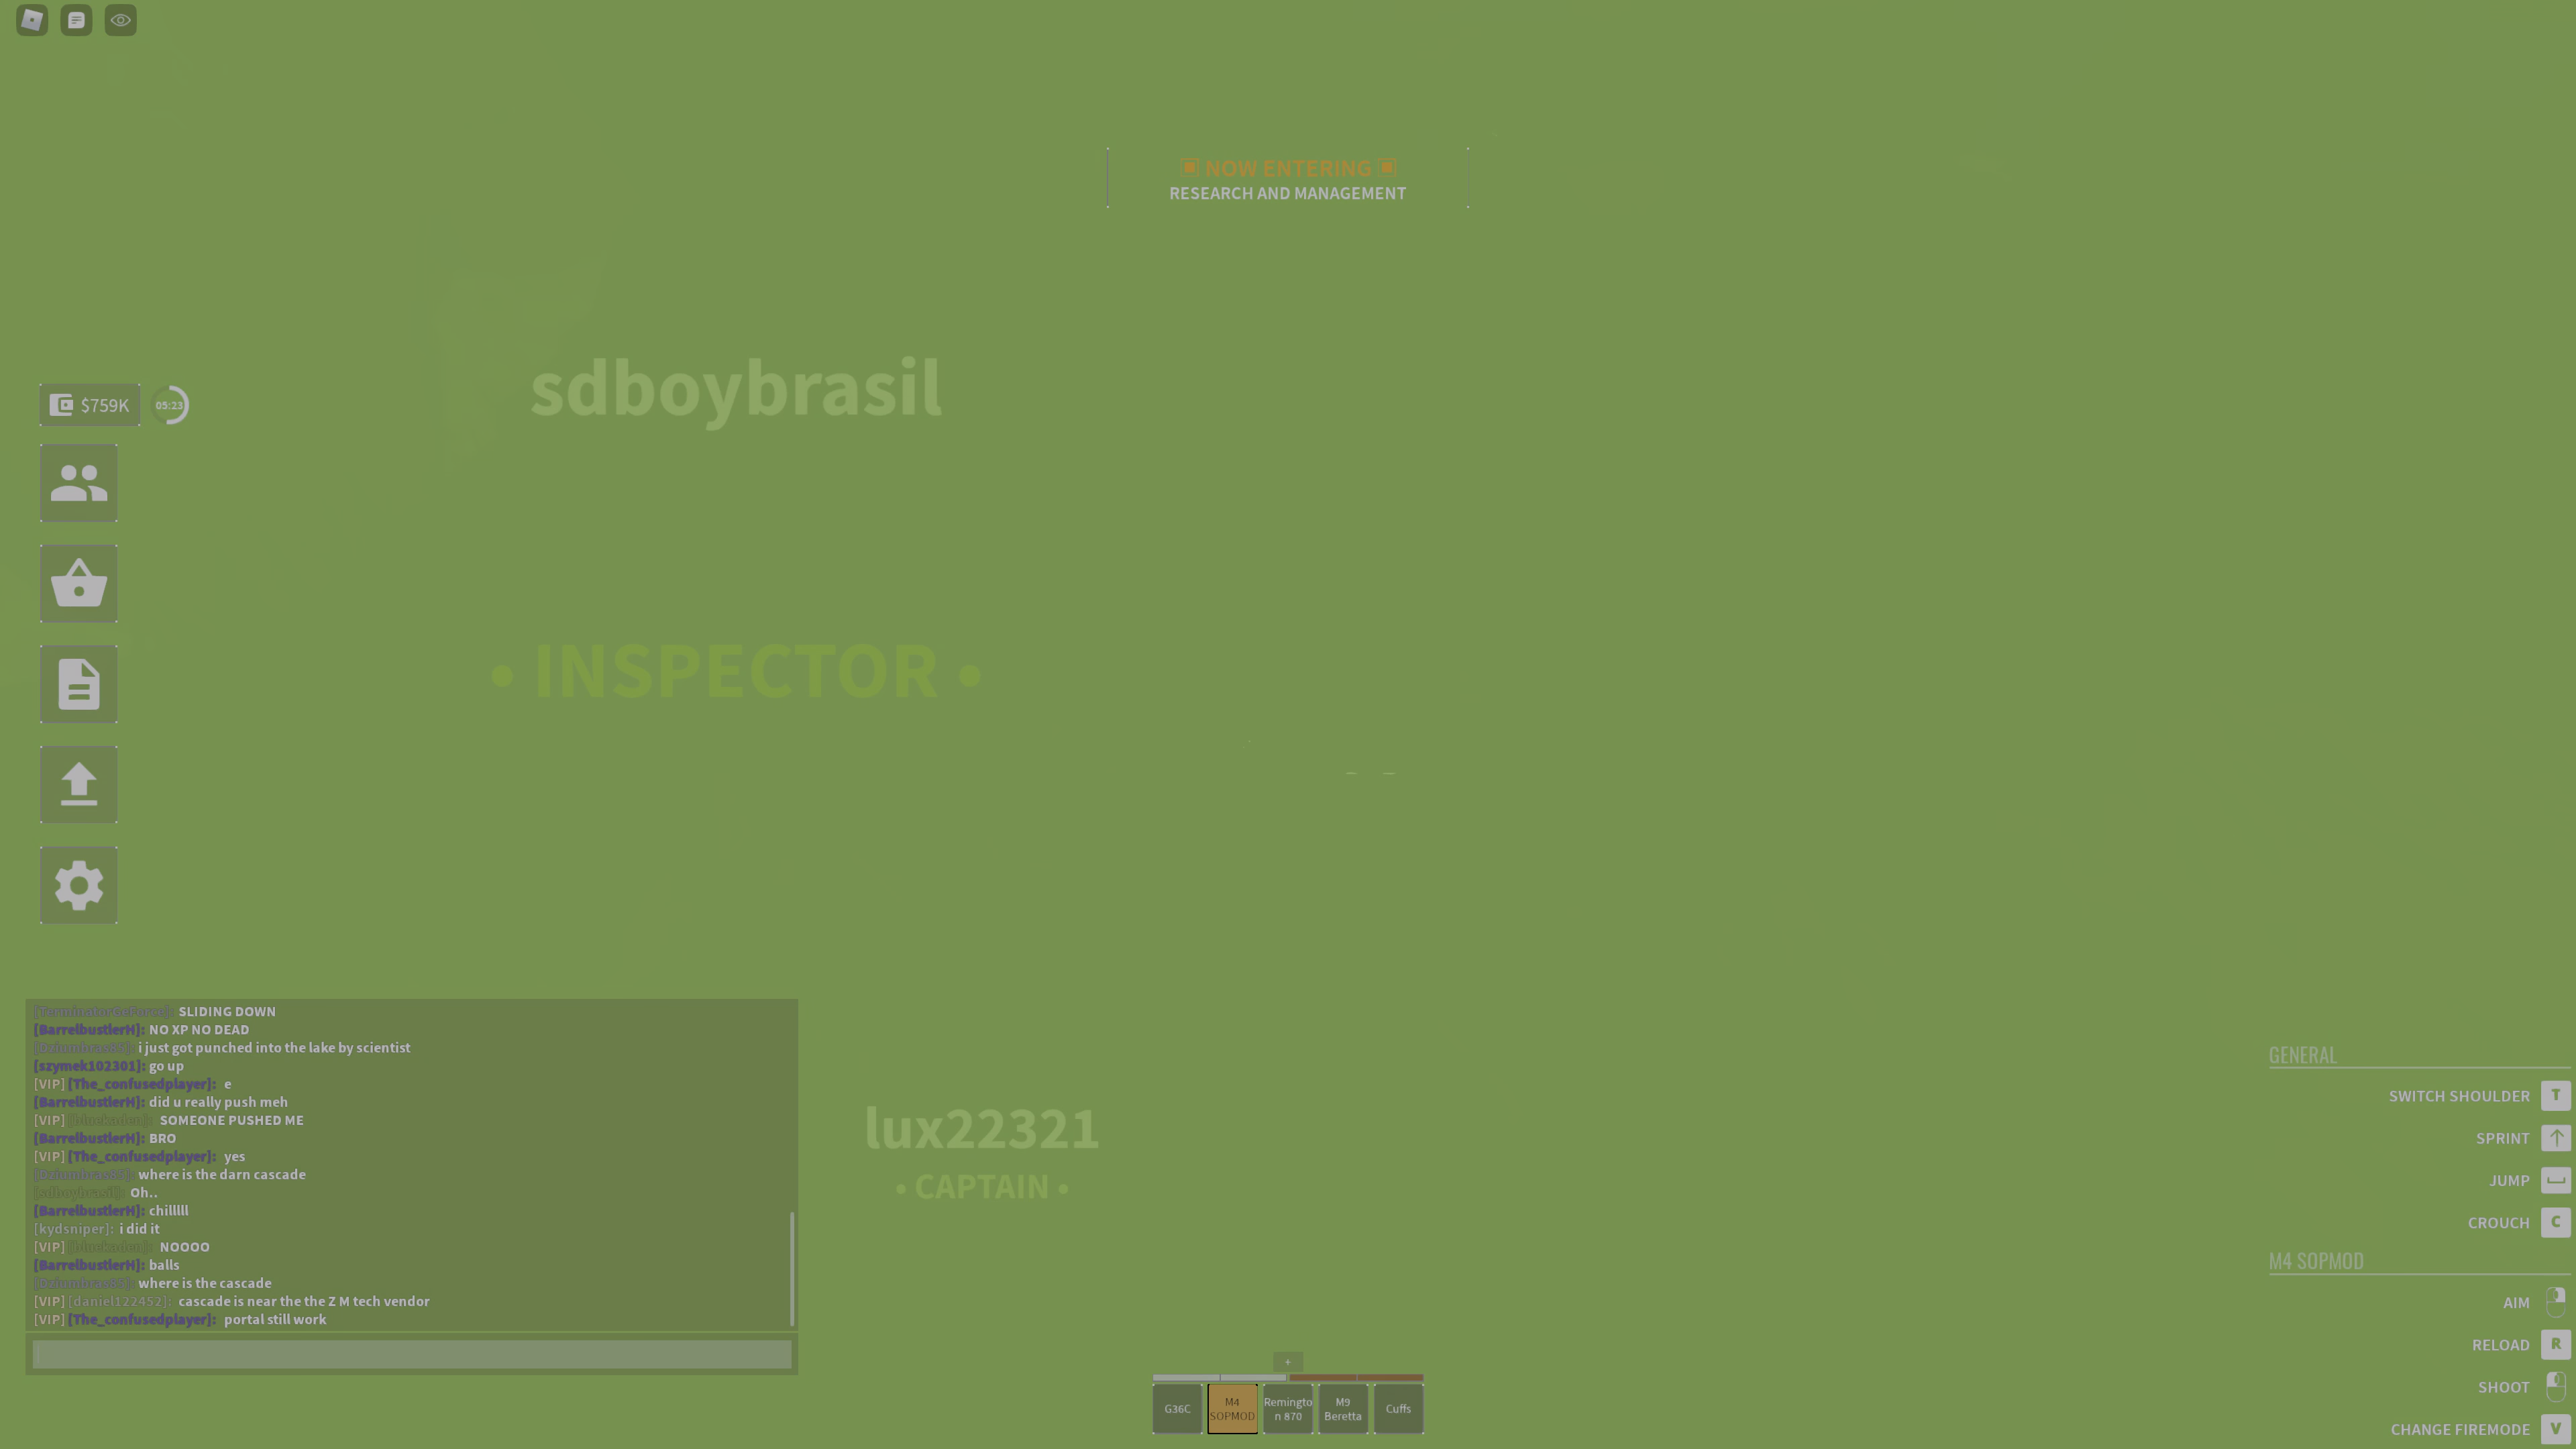 NOW ENTERING
RESEARCH AND MANAGEMENT
sdboybrasil
$759K
05:23
• INSPECTOR •
[TerminatorGeForce]: SLIDING DOWN
[BarrelbustlerH]: NO XP NO DEAD
i just got punched into the lake by scientist
[szymek102301]: go up
[VIP] [The_confusedplayer]: e
[BarrelbustlerH]: did u really push meh
[VIP] SOMEONE PUSHED ME
[BarrelbustlerH]: BRO
[VIP] [The_confusedplayer]: yes
where is the darn cascade
[sdboybrasil]: Oh..
[BarrelbustlerH]: chilllll
[kydsniper]: i did it
[VIP] NOOOO
[BarrelbustlerH]: balls
where is the cascade
[VIP] [daniel122452]: cascade is near the the Z M tech vendor
[VIP] [The_confusedplayer]: portal still work
lux22321
• CAPTAIN •
+
G36C
M4 SOPMOD
Remingto
n 870
M9 Beretta
Cuffs
GENERAL
SWITCH SHOULDER T
SPRINT
JUMP
CROUCH C
M4 SOPMOD
AIM
RELOAD R
SHOOT
CHANGE FIREMODE V